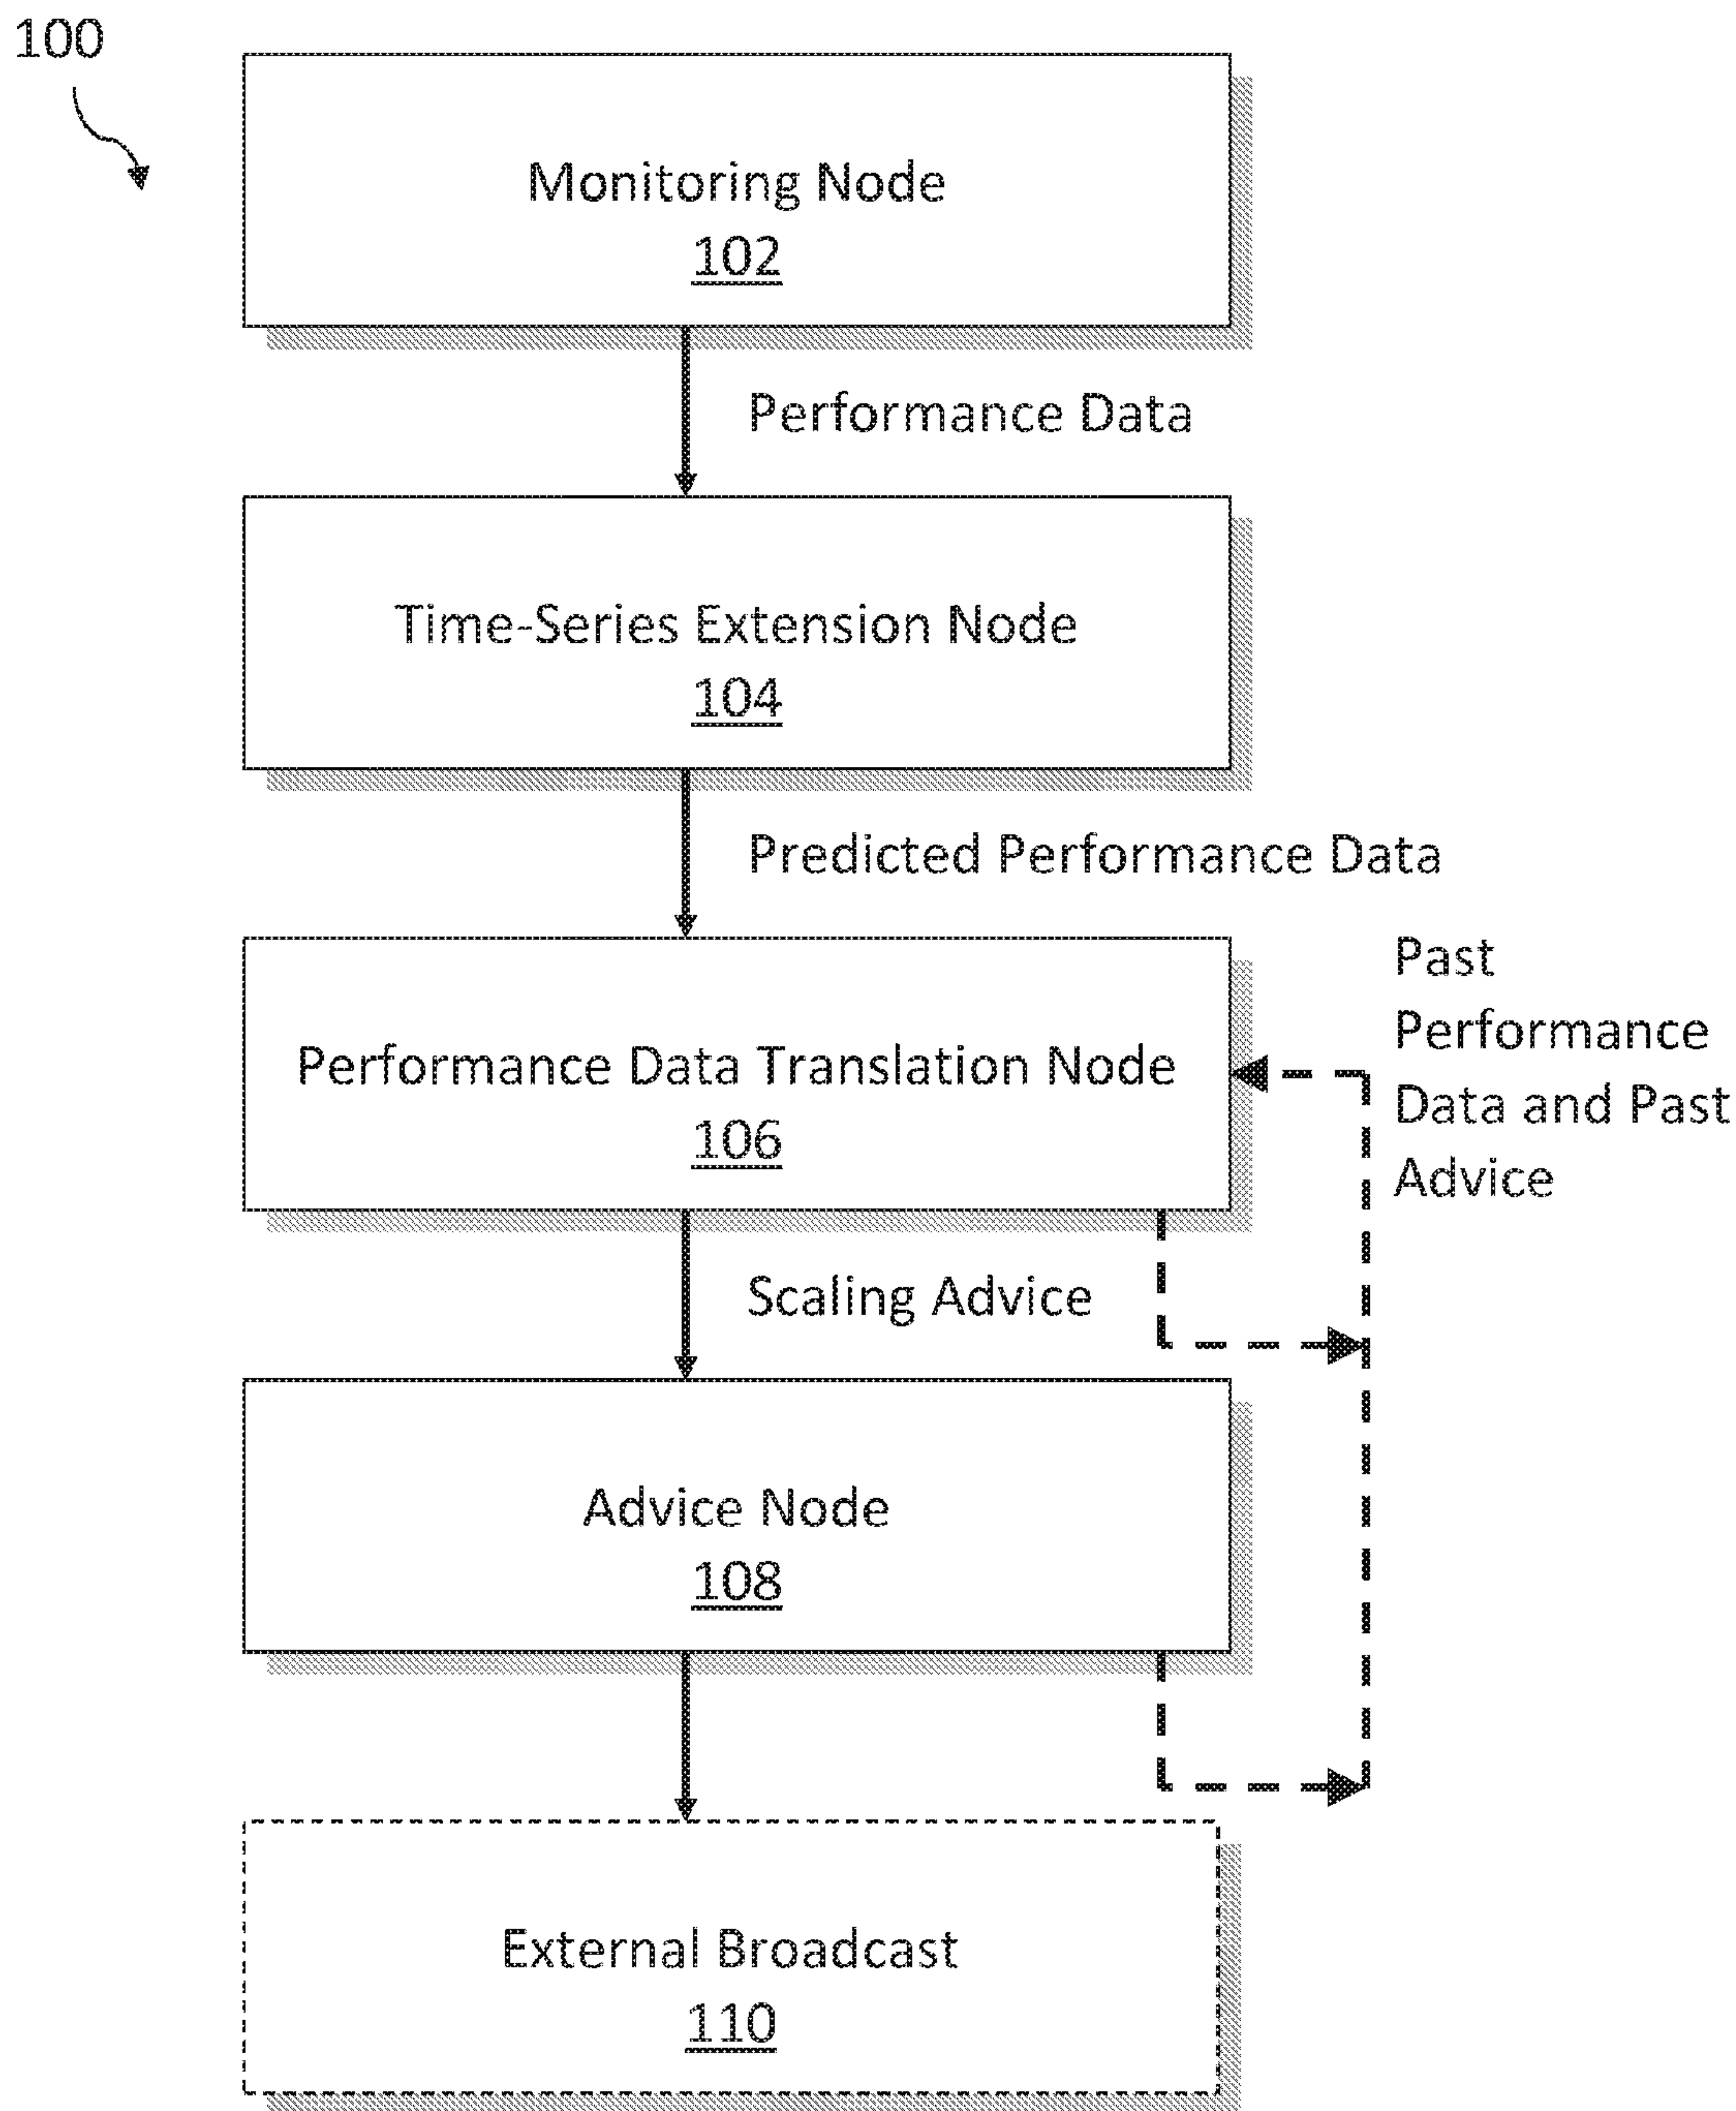 100
Monitoring Node
102
Performance Data
Time-Series Extension Node
104
Predicted Performance Data
Performance Data Translation Node
106
Past
Performance
Data and Past
Advice
Scaling Advice
Advice Node
108
External Broadcast
110